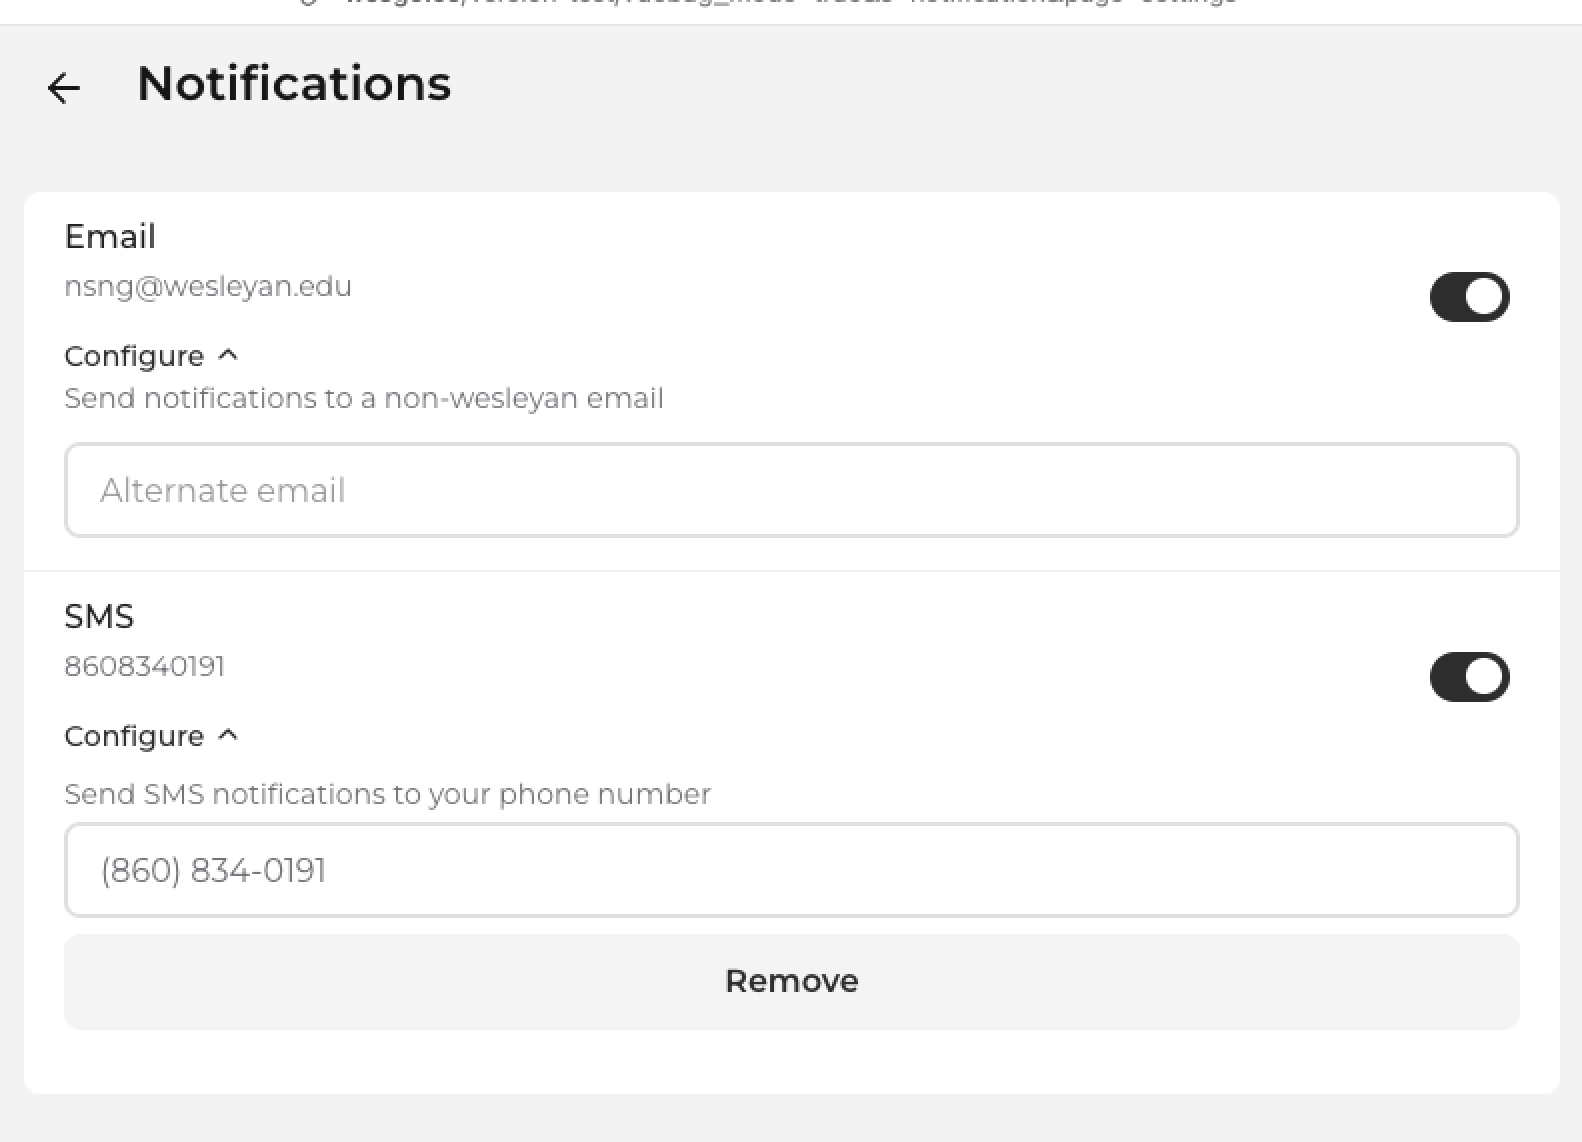 Notifications
Email
nsng@wesleyan.edu
Configure
Send notifications to a non-wesleyan email
Alternate email
SMS
8608340191
Configure
Send SMS notifications to your phone number
(860) 834-0191
Remove